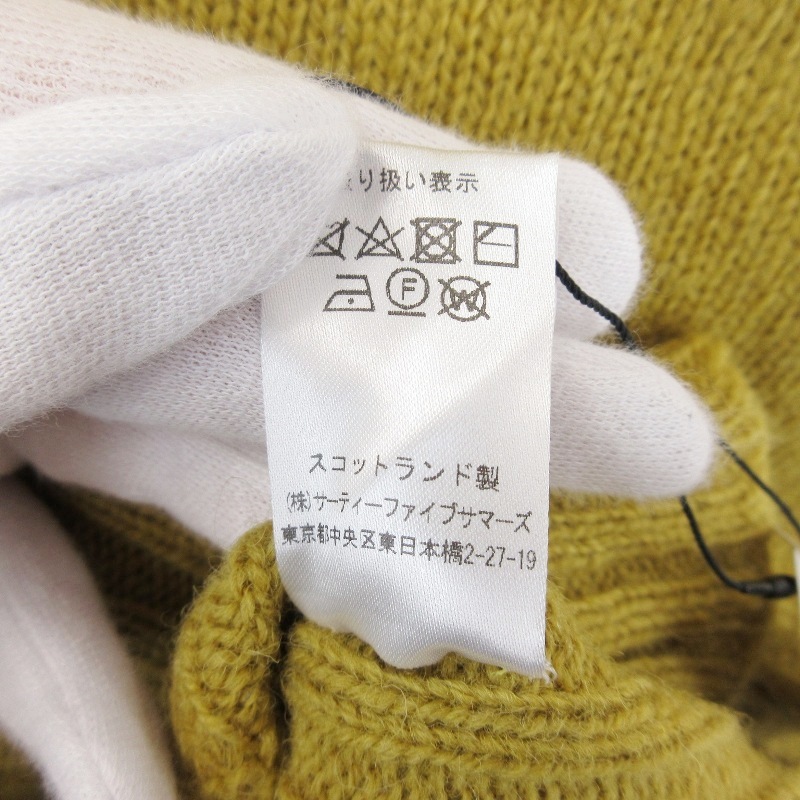 り扱い表示
F
W
スコットランド製
(株)サーティーファイブサマーズ
東京都中央区東日本橋2-27-19